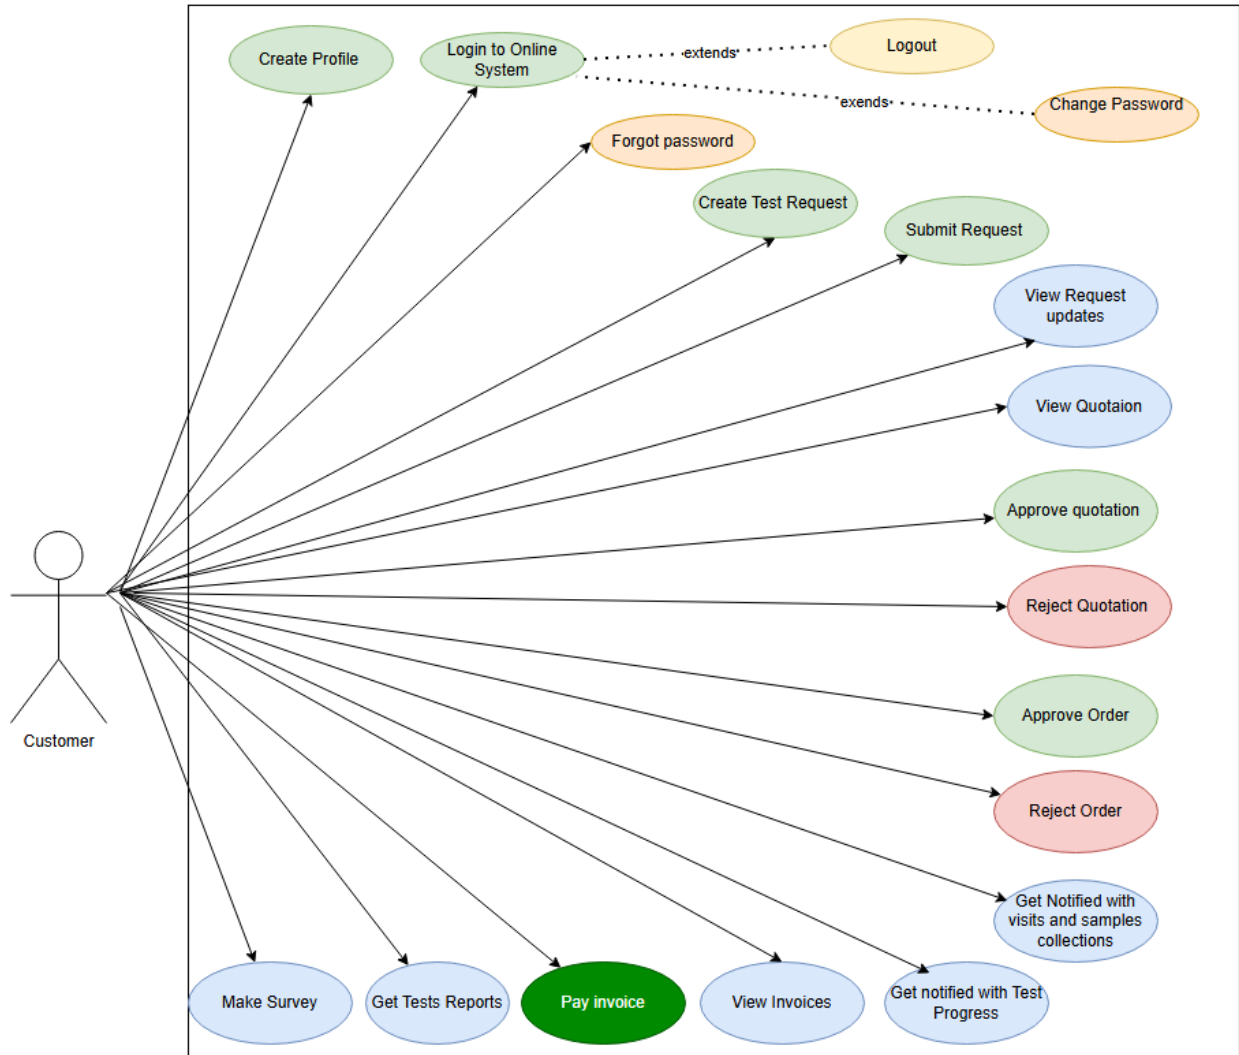 Create Profile
Login to Online
System
extends
Logout
exends
Change Password
Forgot password
Create Test Request
Submit Request
View Request
updates
View Quotaion
Approve quotation
Reject Quotation
Approve Order
Reject Order
Customer
Get Notified with
visits and samples
collections
Make Survey
Get Tests Reports
Pay invoice
View Invoices
Get notified with Test
Progress